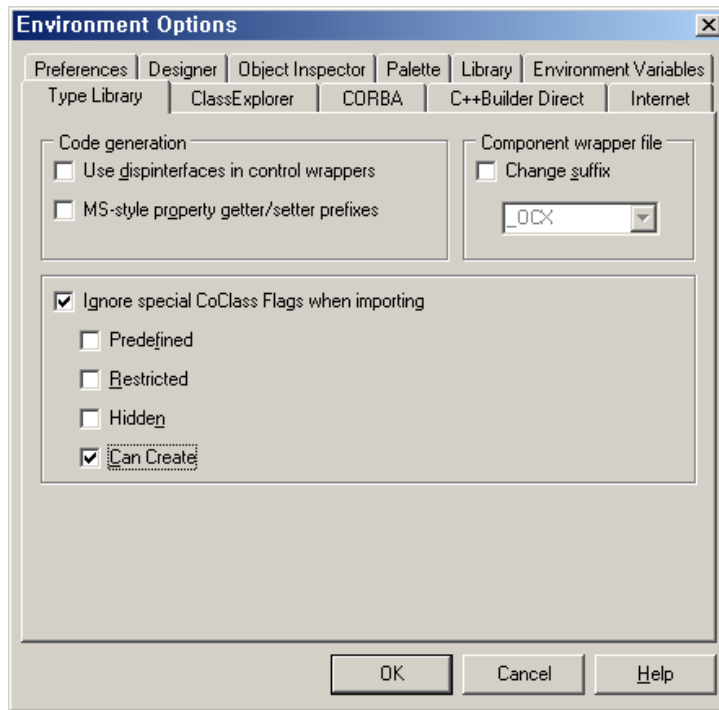 Environment Options
Preferences Designer Object Inspector Palette Library Environment Variables
Type Library ClassExplorer CORBA C++Builder Direct Internet
Code generation Component wrapper file
Use dispinterfaces in control wrappers Change suffix
MS-style property getter/setter prefixes _OCX
Ignore special CoClass Flags when importing
Predefined
Restricted
Hidden
Can Create
OK Cancel Help